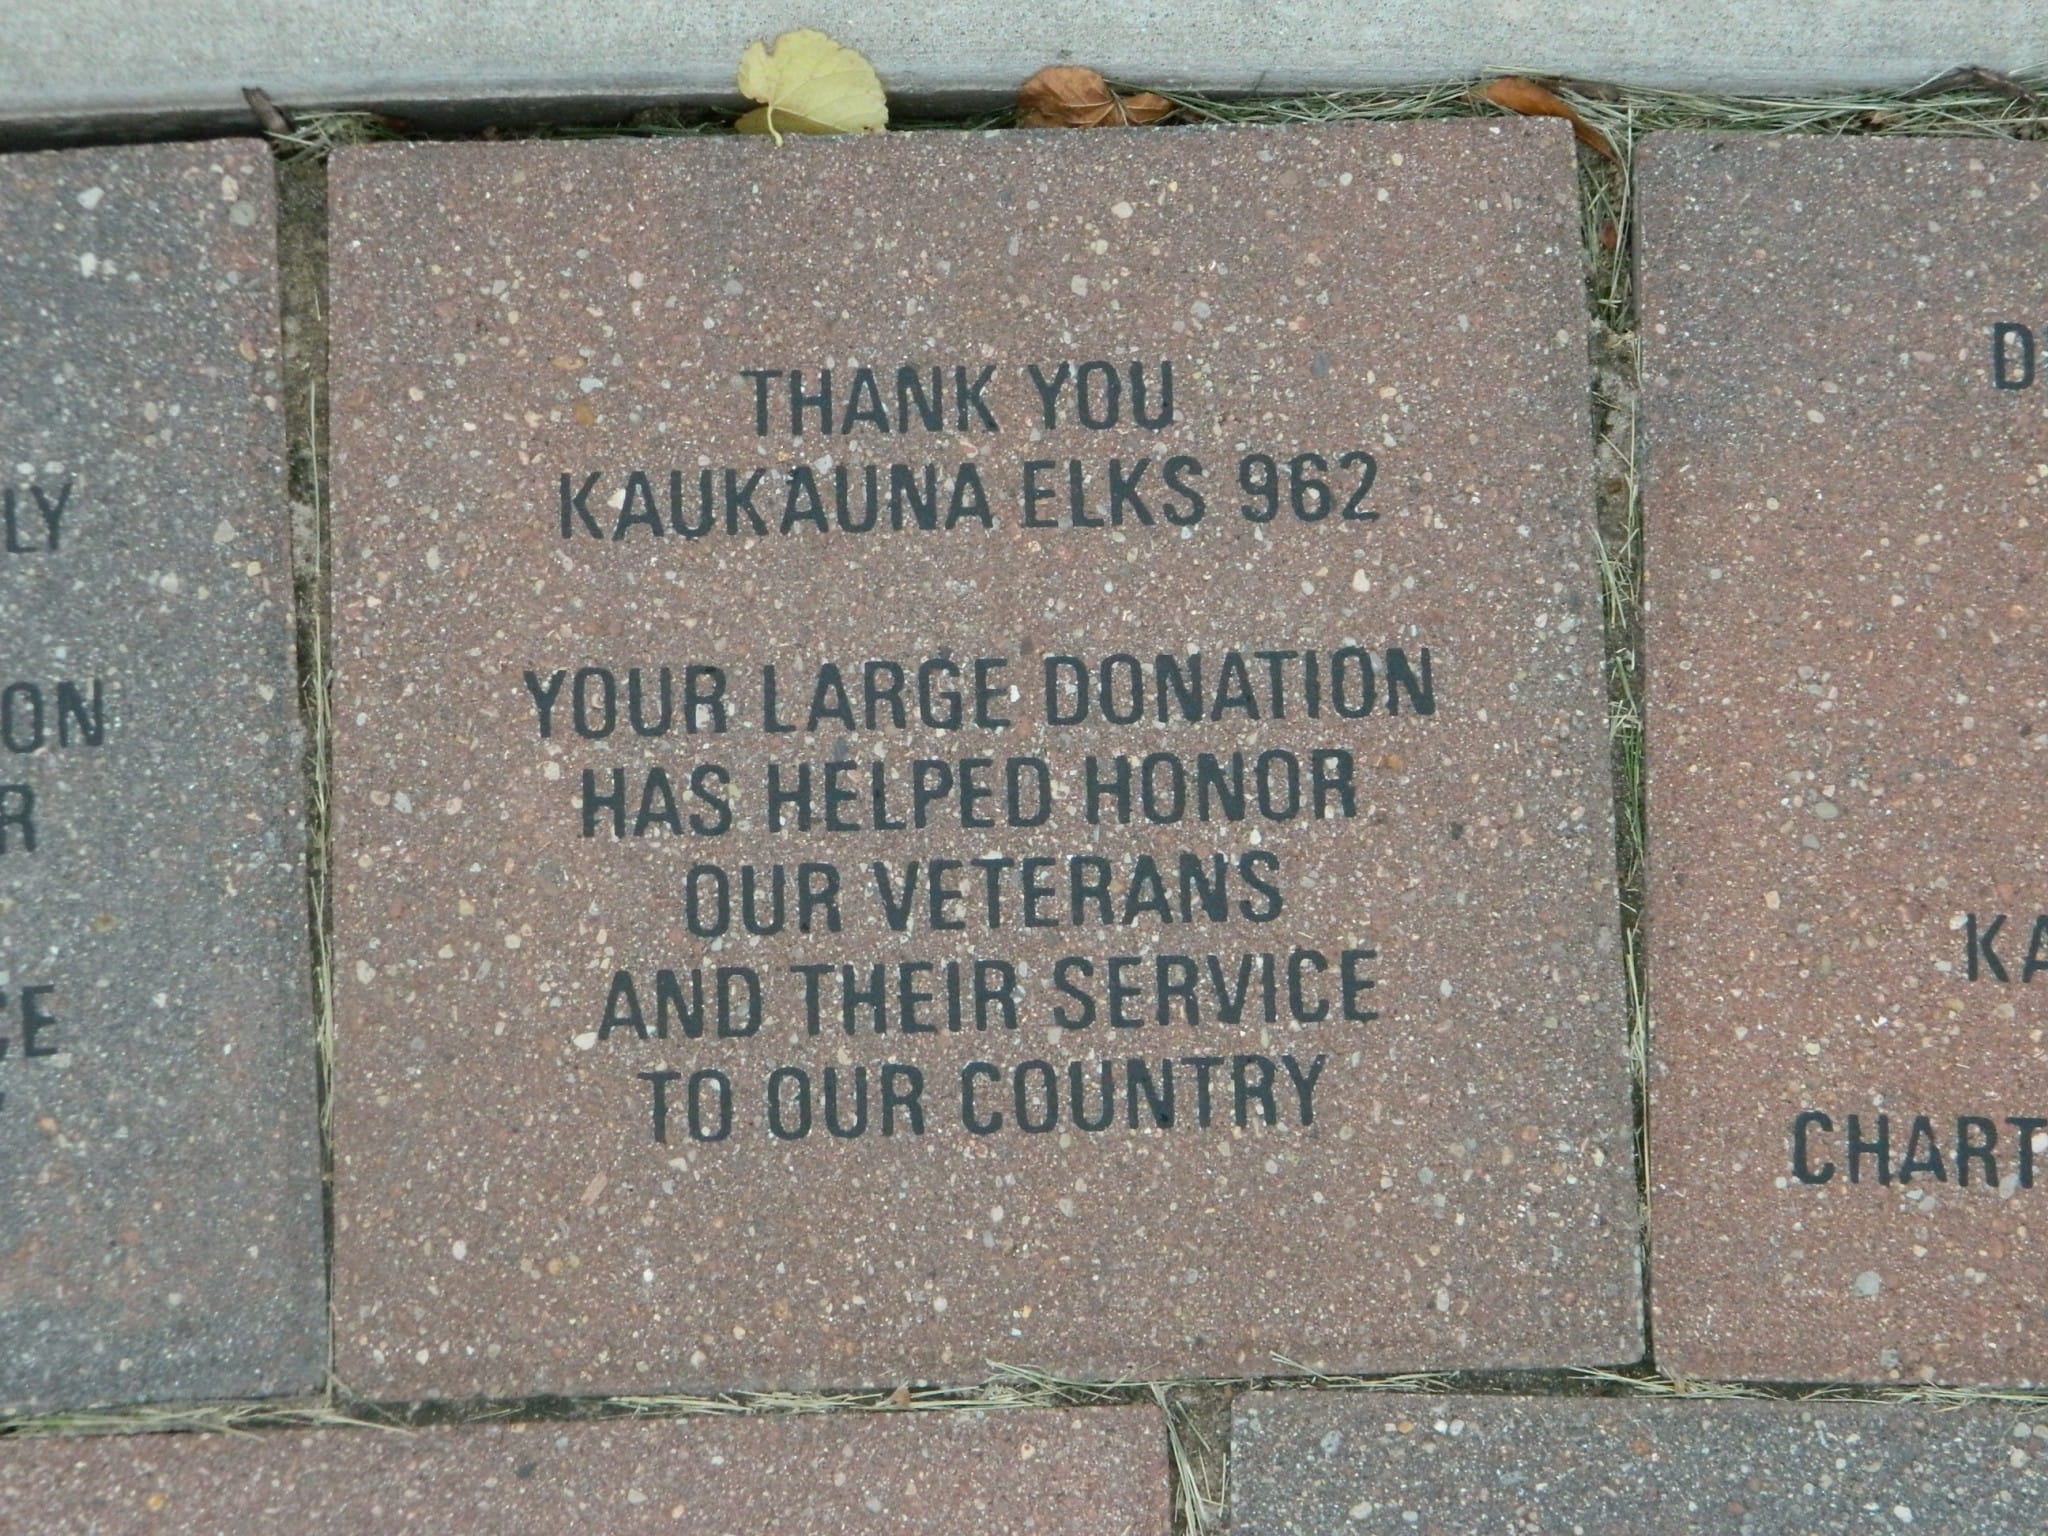 THANK YOU
KAUKAUNA ELKS 962
YOUR LARGE DONATION
HAS HELPED HONOR
OUR VETERANS
AND THEIR SERVICE
TO OUR COUNTRY